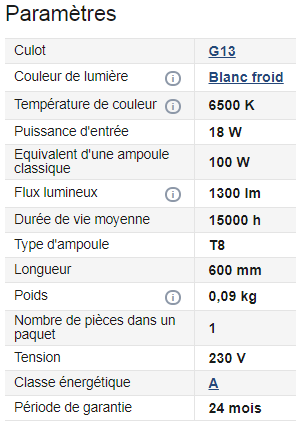 Paramètres
Culot G13
Couleur de lumière Blanc froid
Température de couleur 6500 K
Puissance d'entrée 18 W
Equivalent d'une ampoule
classique 100 W
Flux lumineux 1300 lm
Durée de vie moyenne 15000 h
Type d'ampoule T8
Longueur 600 mm
Poids 0,09 kg
Nombre de pièces dans un
paquet 1
Tension 230 V
Classe énergétique A
Période de garantie 24 mois